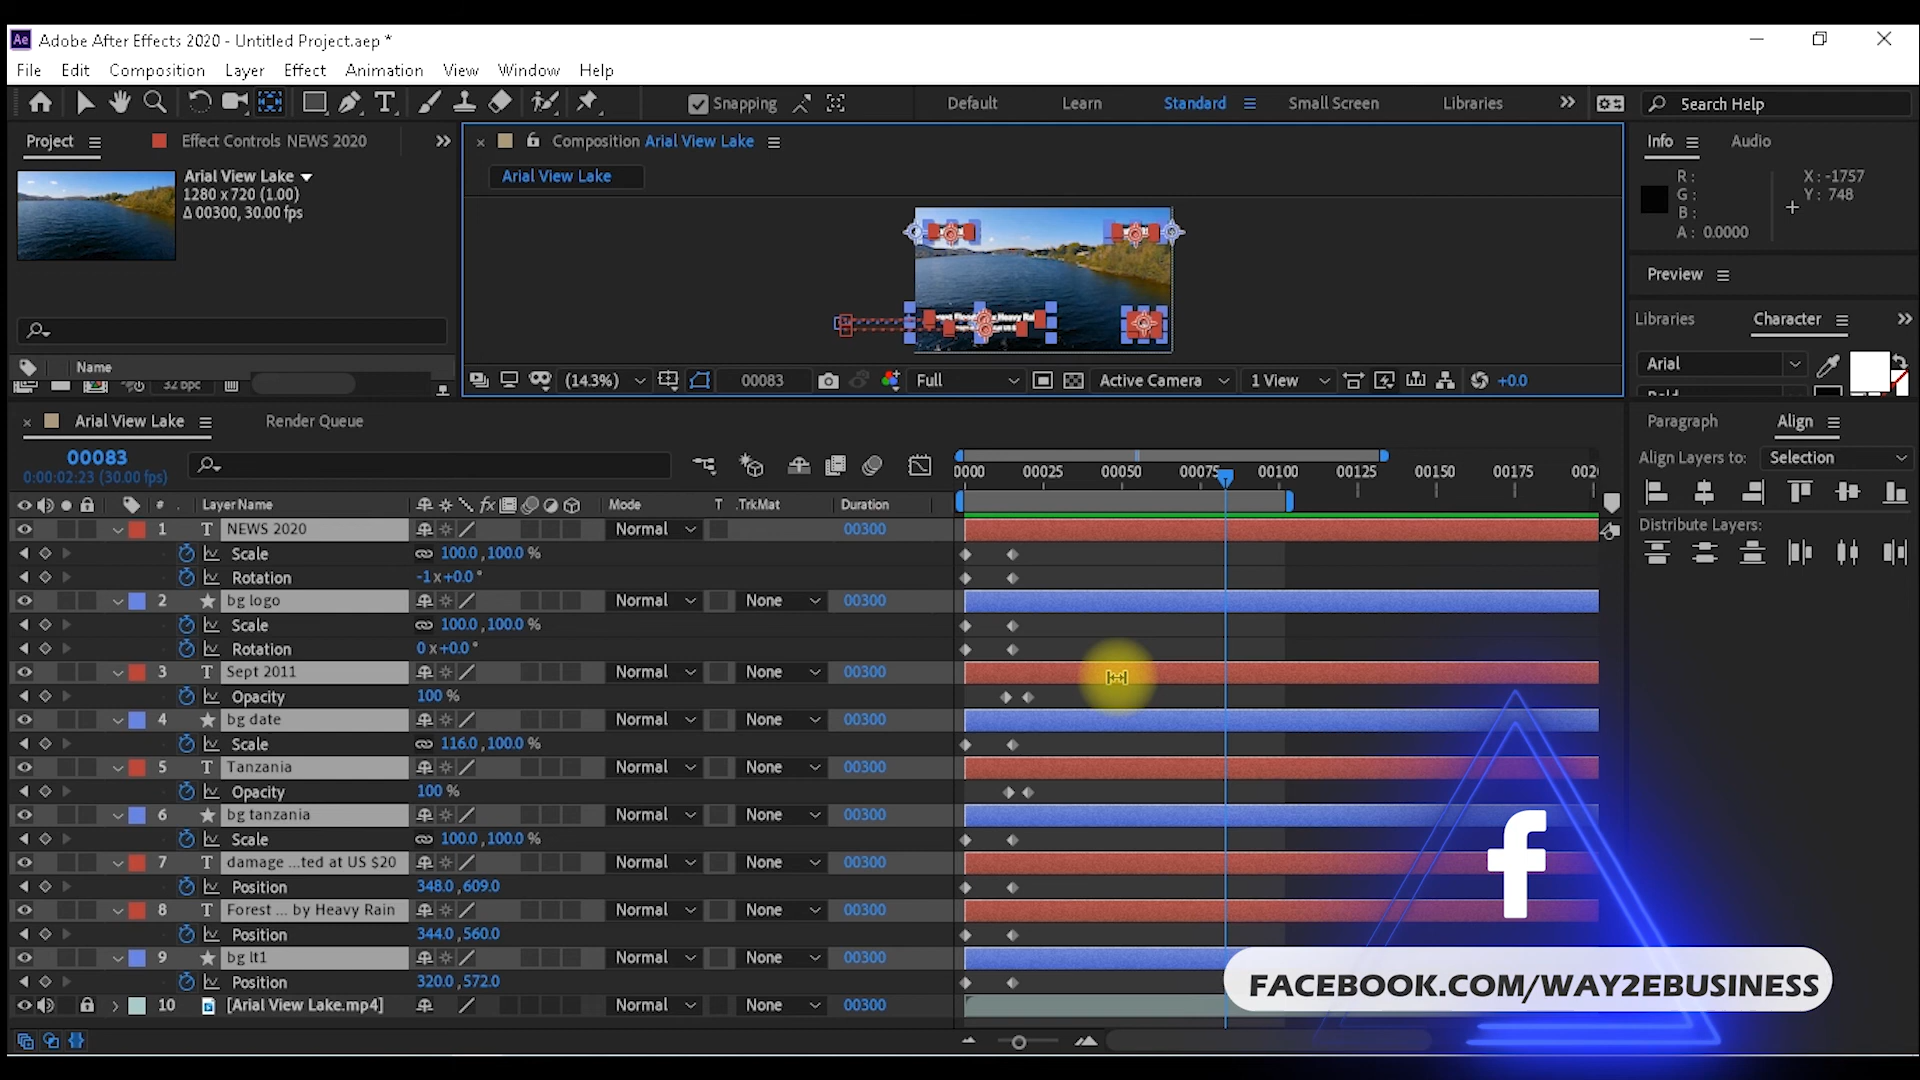 Ae Adobe After Effects 2020 - Untitled Project.aep *
File Edit Composition Layer Effect Animation View Window Help
Snapping Default Learn Standard Small Screen Libraries Search Help
Project Effect Controls NEWS 2020
Arial View Lake
1280 x 720 (1.00)
Δ 00300, 30.00 fps
Name
32 bpc
Composition Arial View Lake
Arial View Lake
(14.3%) 00083 Full Active Camera 1 View +0.0
Info Audio
R :
G :
B :
A : 0.0000
X : -1757
Y : 748
Preview
Libraries Character
Arial
Paragraph Align
Align Layers to: Selection
Distribute Layers:
Arial View Lake Render Queue
00083
0:00:02:23 (30.00 fps)
0000 00025 00050 00075 00100 00125 00150 00175
# Layer Name fx Mode T .TrkMat Duration
1 T NEWS 2020 Normal 00300
Scale 100.0 ,100.0 %
Rotation -1 x +0.0 °
2 bg logo Normal None 00300
Scale 100.0 ,100.0 %
Rotation 0 x +0.0 °
3 T Sept 2011 Normal None 00300
Opacity 100 %
4 bg date Normal None 00300
Scale 116.0 ,100.0 %
5 T Tanzania Normal None 00300
Opacity 100 %
6 bg tanzania Normal None 00300
Scale 100.0 ,100.0 %
7 T damage ...ted at US $20 Normal None 00300
Position 348.0 ,609.0
8 T Forest ... by Heavy Rain Normal None 00300
Position 344.0 ,560.0
9 bg lt1 Normal None 00300
Position 320.0 ,572.0
10 [Arial View Lake.mp4] Normal None 00300
f
FACEBOOK.COM/WAY2EBUSINESS